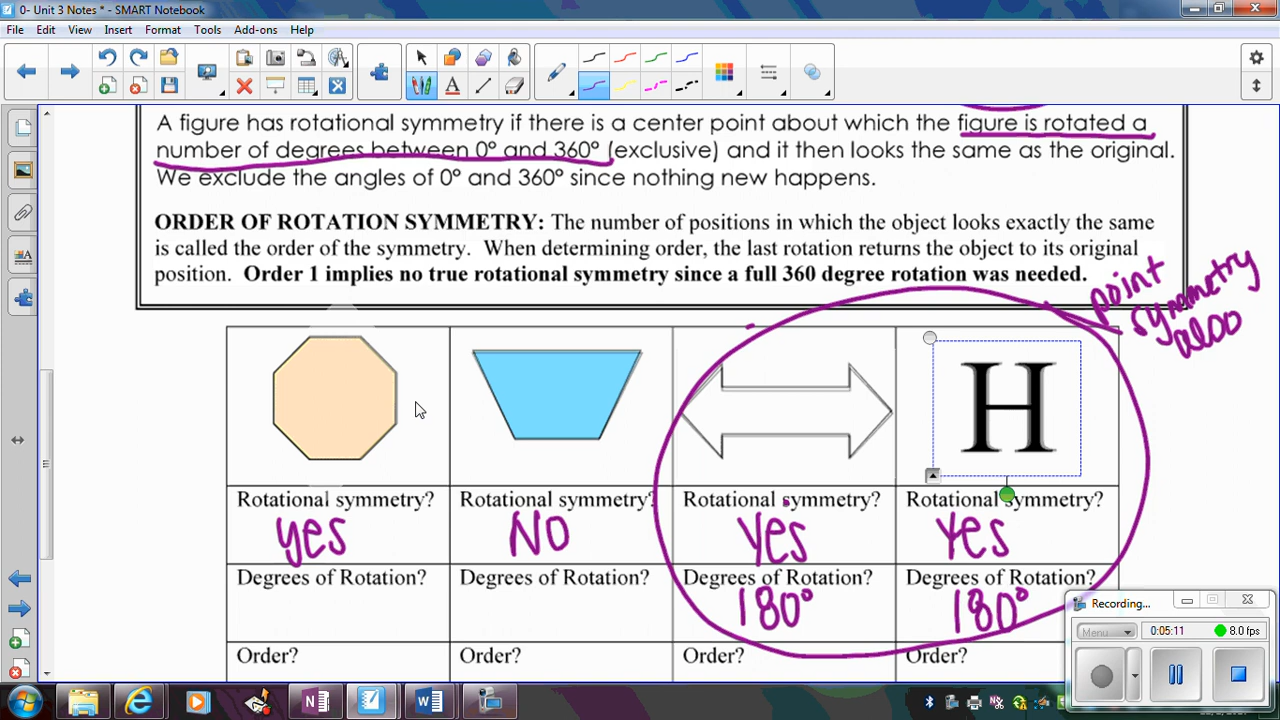 0- Unit 3 Notes * - SMART Notebook
File Edit View Insert Format Tools Add-ons Help
A figure has rotational symmetry if there is a center point about which the figure is rotated a
number of degrees between 0° and 360° (exclusive) and it then looks the same as the original.
We exclude the angles of 0° and 360° since nothing new happens.
ORDER OF ROTATION SYMMETRY: The number of positions in which the object looks exactly the same
is called the order of the symmetry. When determining order, the last rotation returns the object to its original
position. Order 1 implies no true rotational symmetry since a full 360 degree rotation was needed.
point
symmetry
also
H
Rotational symmetry? Rotational symmetry? Rotational symmetry? Rotational symmetry?
yes NO yes yes
Degrees of Rotation? Degrees of Rotation? Degrees of Rotation? Degrees of Rotation?
180° 180°
Order? Order? Order? Order?
Recording...
Menu 0:05:11 8.0 fps